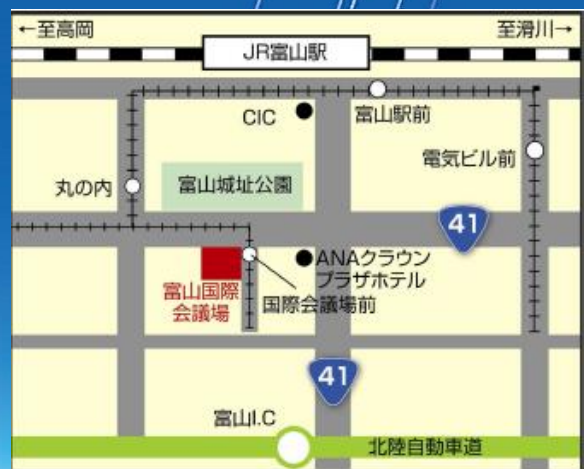 ←至高岡
至滑川→
JR富山駅
CIC
富山駅前
電気ビル前
丸の内
富山城址公園
41
ANAクラウン
プラザホテル
富山国際
会議場
国際会議場前
41
富山I.C
北陸自動車道